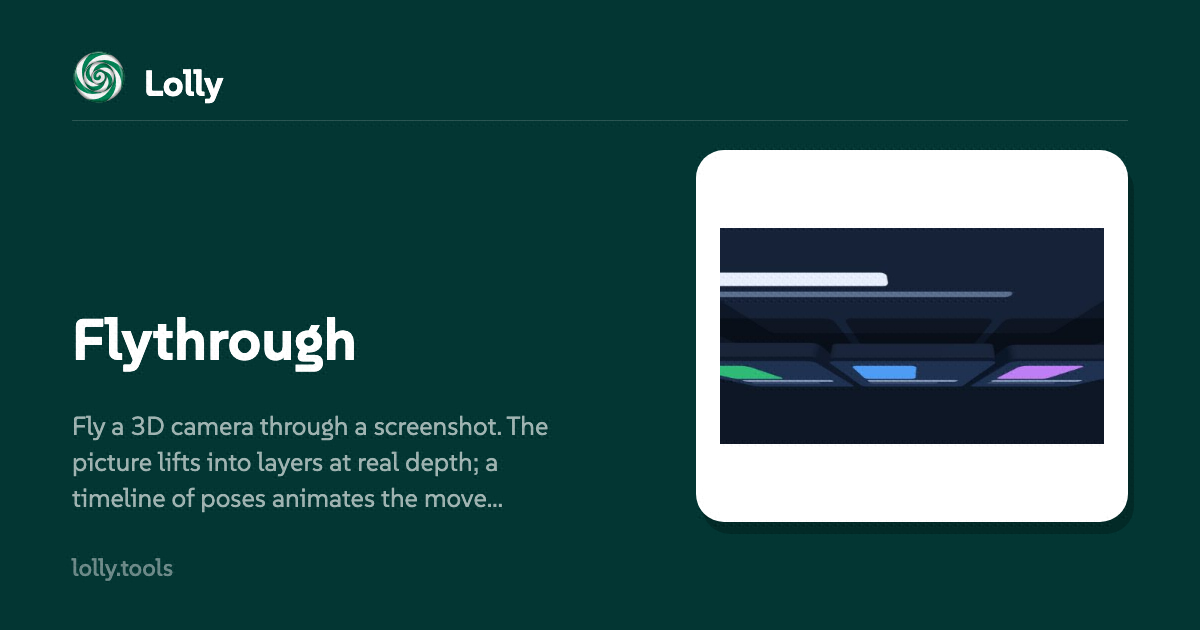 Lolly
Flythrough
Fly a 3D camera through a screenshot. The
picture lifts into layers at real depth; a
timeline of poses animates the move...
lolly.tools